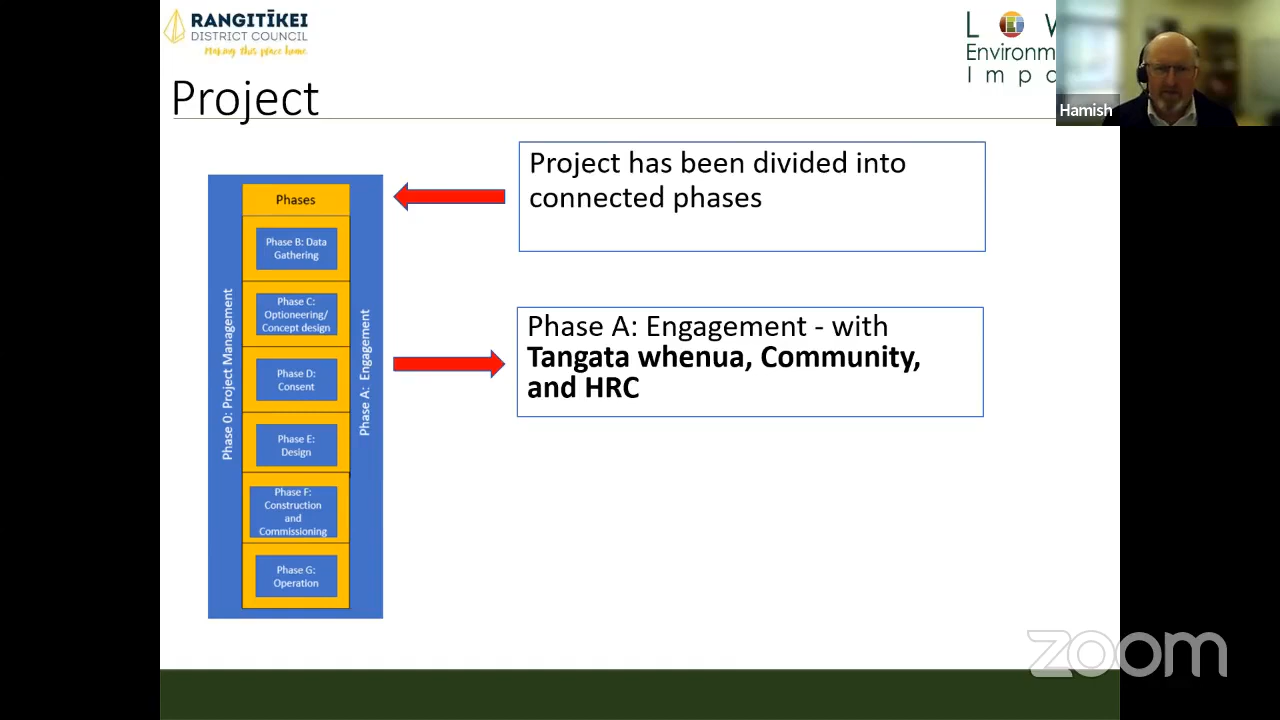 RANGITĪKEI
DISTRICT COUNCIL
Making this place home
L O W
Environm
I m p
Hamish
Project
Project has been divided into
connected phases
Phases
Phase B: Data
Gathering
Phase C:
Optioneering/
Concept design
Phase D:
Consent
Phase E:
Design
Phase F:
Construction
and
Commissioning
Phase G:
Operation
Phase 0: Project Management
Phase A: Engagement
Phase A: Engagement - with
Tangata whenua, Community,
and HRC
zoom